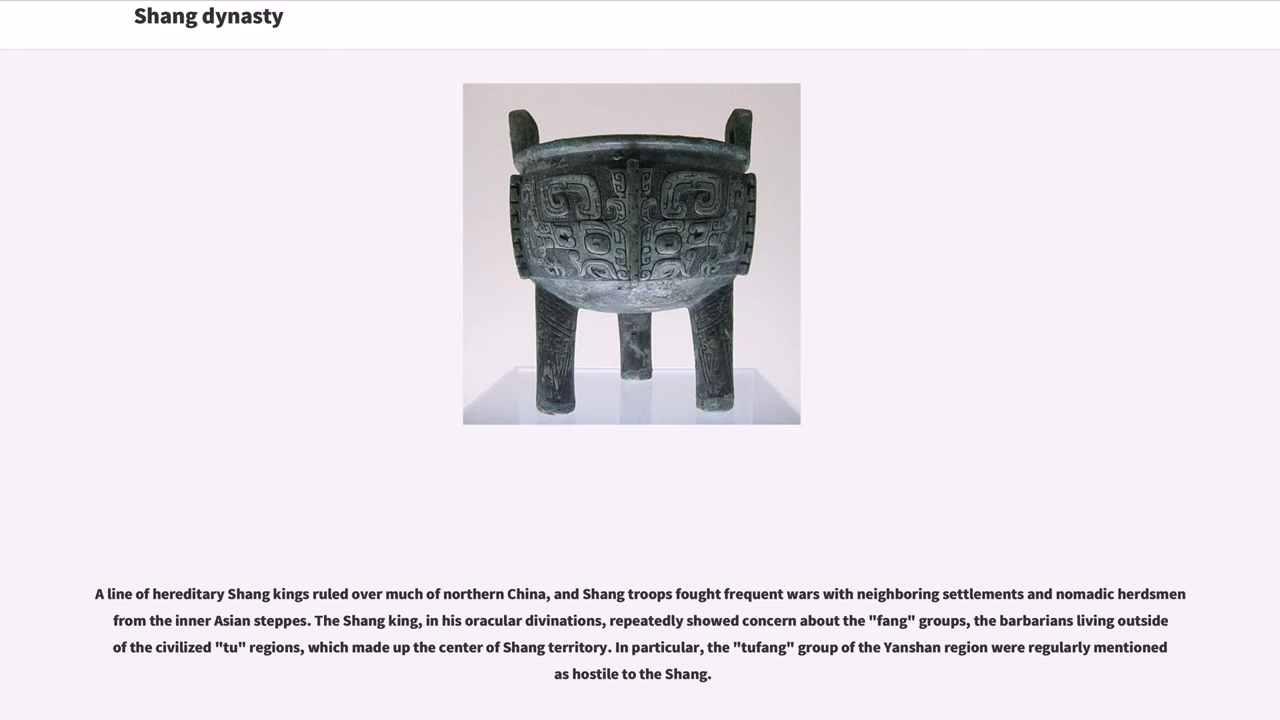 Shang dynasty
A line of hereditary Shang kings ruled over much of northern China, and Shang troops fought frequent wars with neighboring settlements and nomadic herdsmen
from the inner Asian steppes. The Shang king, in his oracular divinations, repeatedly showed concern about the "fang" groups, the barbarians living outside
of the civilized "tu" regions, which made up the center of Shang territory. In particular, the "tufang" group of the Yanshan region were regularly mentioned
as hostile to the Shang.